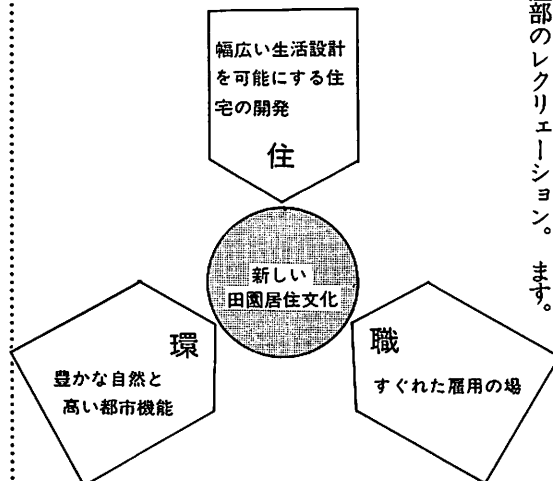 部のレクリェーション。
ます。
幅広い生活設計
を可能にする住
宅の開発
住
新しい
田園居住文化
環
豊かな自然と
高い都市機能
職
すぐれた雇用の場